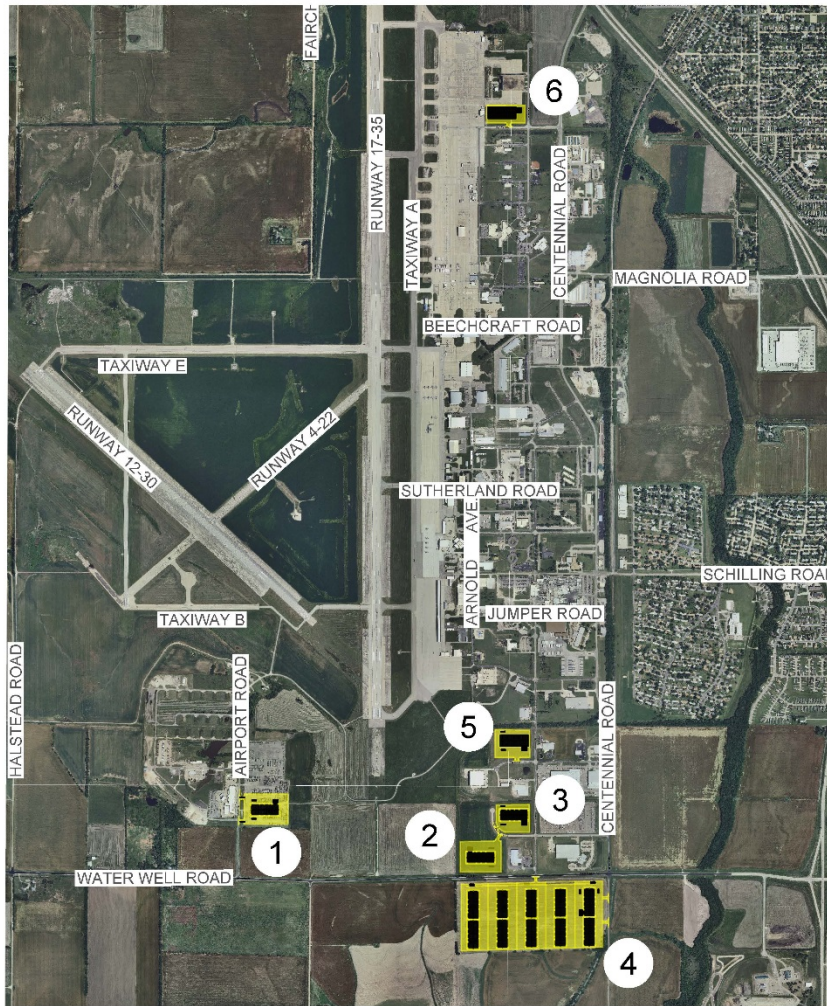 FAIRCH
6
RUNWAY 17-35
TAXIWAY A
CENTENNIAL ROAD
MAGNOLIA ROAD
BEECHCRAFT ROAD
TAXIWAY E
RUNWAY 12-30
RUNWAY 4-22
SUTHERLAND ROAD
ARNOLD AVE.
SCHILLING ROAD
JUMPER ROAD
TAXIWAY B
HALSTEAD ROAD
AIRPORT ROAD
CENTENNIAL ROAD
5
3
2
1
WATER WELL ROAD
4